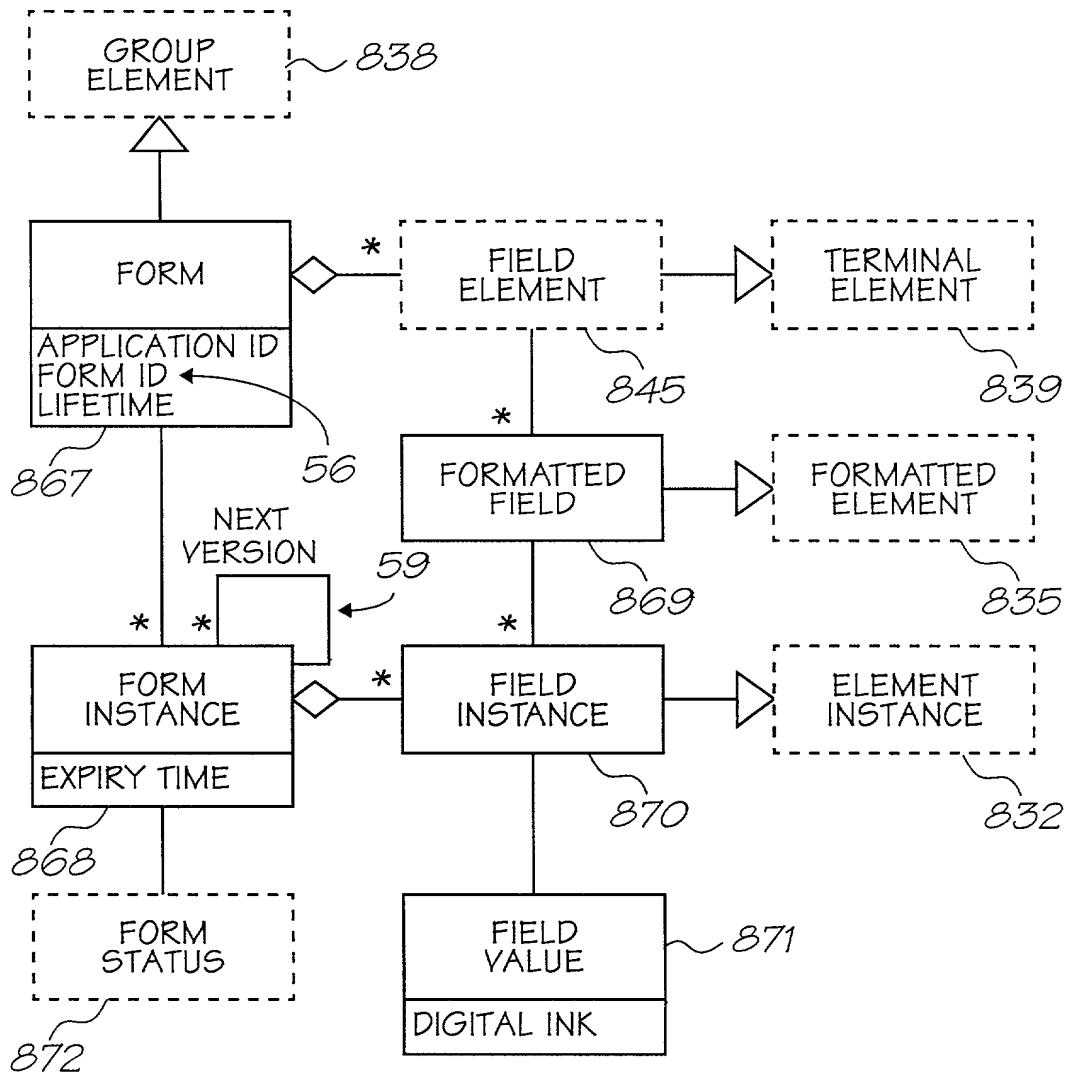 GROUP
ELEMENT
838
FORM
*
FIELD
ELEMENT
TERMINAL
ELEMENT
APPLICATION ID
FORM ID
LIFETIME
845
839
867
56
*
FORMATTED
FIELD
FORMATTED
ELEMENT
NEXT
VERSION
59
869
835
*
*
*
FORM
INSTANCE
*
FIELD
INSTANCE
ELEMENT
INSTANCE
EXPIRY TIME
870
832
868
FORM
STATUS
FIELD
VALUE
871
DIGITAL INK
872